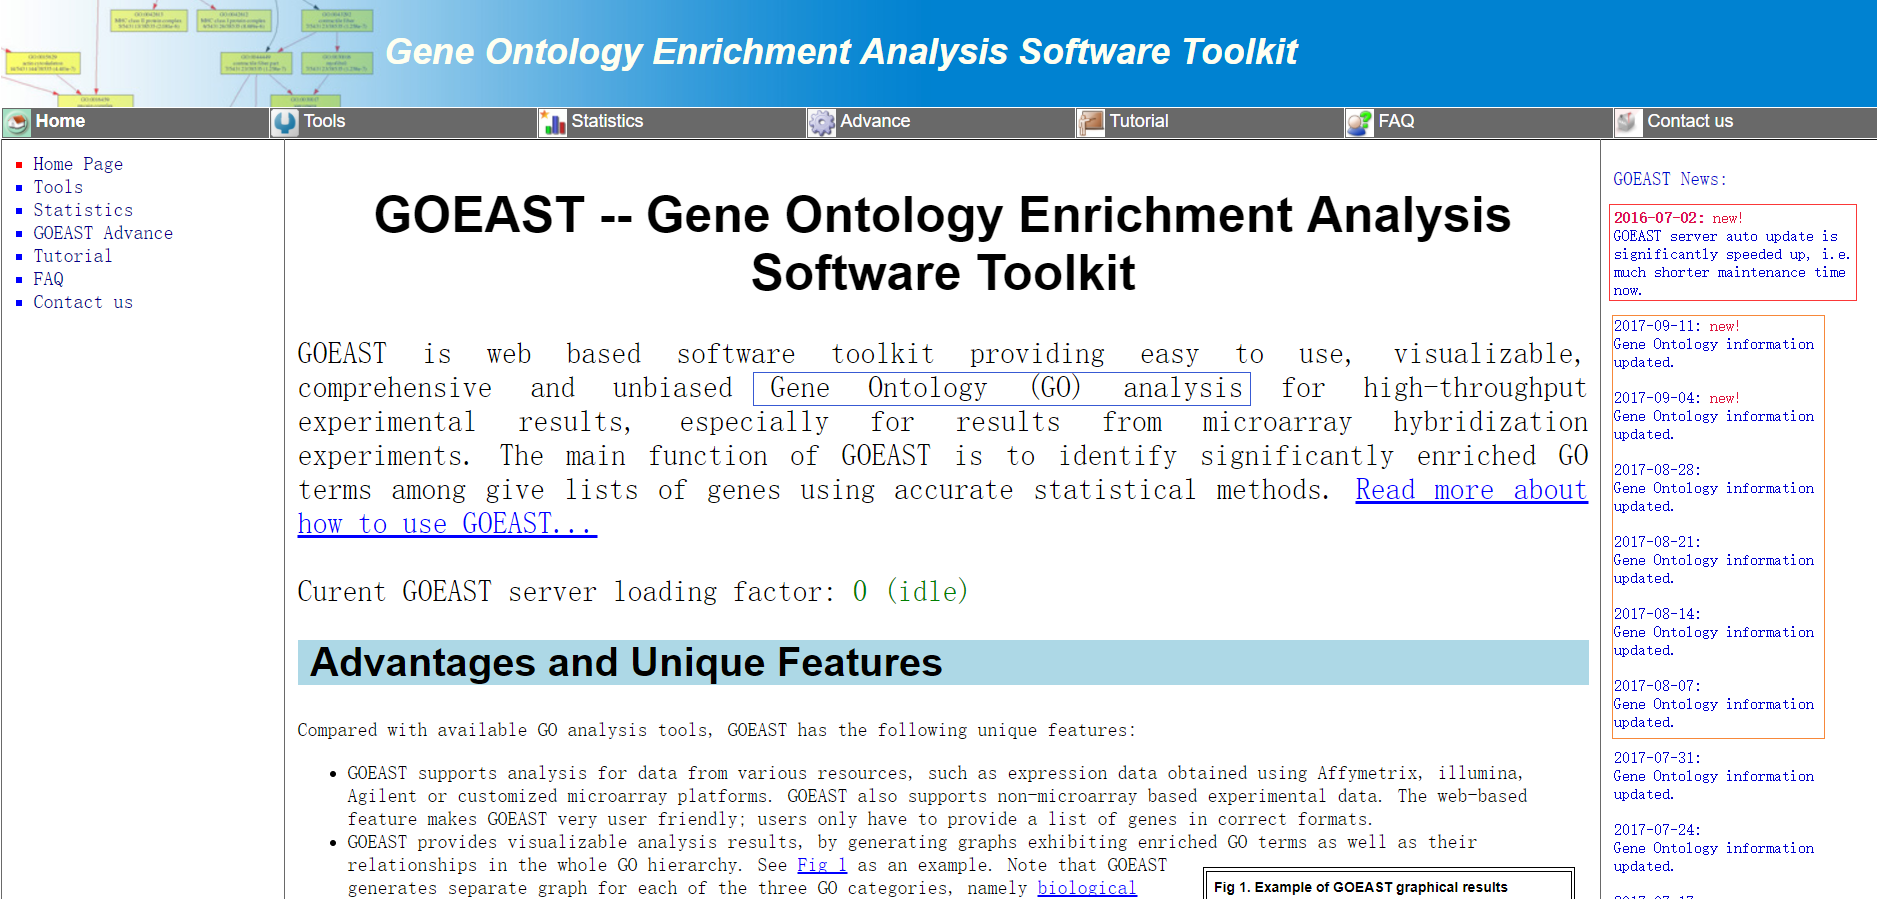 Gene Ontology Enrichment Analysis Software Toolkit
Home
Tools
Statistics
Advance
Tutorial
FAQ
Contact us
Home Page
Tools
Statistics
GOEAST Advance
Tutorial
FAQ
Contact us
GOEAST -- Gene Ontology Enrichment Analysis
Software Toolkit
GOEAST is web based software toolkit providing easy to use, visualizable,
comprehensive and unbiased Gene Ontology (GO) analysis for high-throughput
experimental results, especially for results from microarray hybridization
experiments. The main function of GOEAST is to identify significantly enriched GO
terms among give lists of genes using accurate statistical methods. Read more about
how to use GOEAST...
Curent GOEAST server loading factor: 0 (idle)
Advantages and Unique Features
Compared with available GO analysis tools, GOEAST has the following unique features:
GOEAST supports analysis for data from various resources, such as expression data obtained using Affymetrix, illumina,
Agilent or customized microarray platforms. GOEAST also supports non-microarray based experimental data. The web-based
feature makes GOEAST very user friendly; users only have to provide a list of genes in correct formats.
GOEAST provides visualizable analysis results, by generating graphs exhibiting enriched GO terms as well as their
relationships in the whole GO hierarchy. See Fig 1 as an example. Note that GOEAST
generates separate graph for each of the three GO categories, namely biological
Fig 1. Example of GOEAST graphical results
GOEAST News:
2016-07-02: new!
GOEAST server auto update is
significantly speeded up, i.e.
much shorter maintenance time
now.
2017-09-11: new!
Gene Ontology information
updated.
2017-09-04: new!
Gene Ontology information
updated.
2017-08-28:
Gene Ontology information
updated.
2017-08-21:
Gene Ontology information
updated.
2017-08-14:
Gene Ontology information
updated.
2017-08-07:
Gene Ontology information
updated.
2017-07-31:
Gene Ontology information
updated.
2017-07-24:
Gene Ontology information
updated.